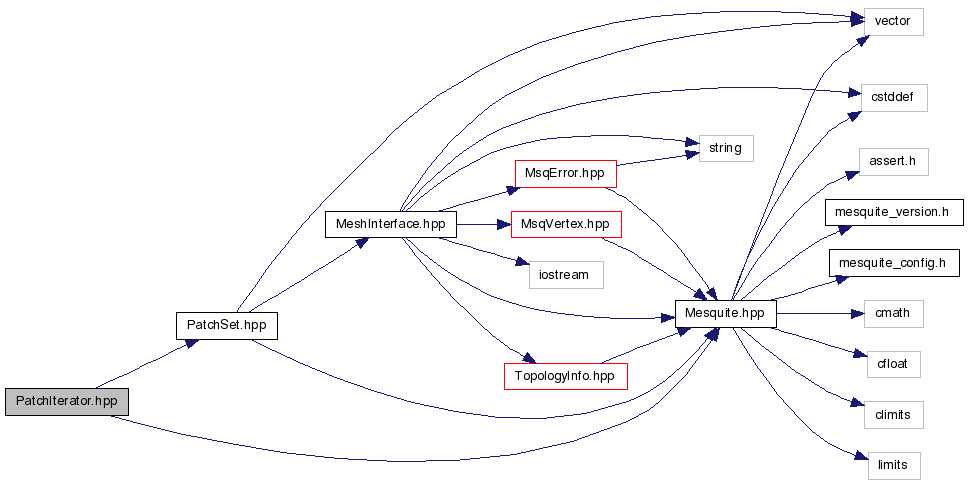 vector
cstddef
string
assert.h
MsqError.hpp
mesquite_version.h
MeshInterface.hpp
MsqVertex.hpp
mesquite_config.h
iostream
Mesquite.hpp
cmath
PatchSet.hpp
cfloat
TopologyInfo.hpp
PatchIterator.hpp
climits
limits